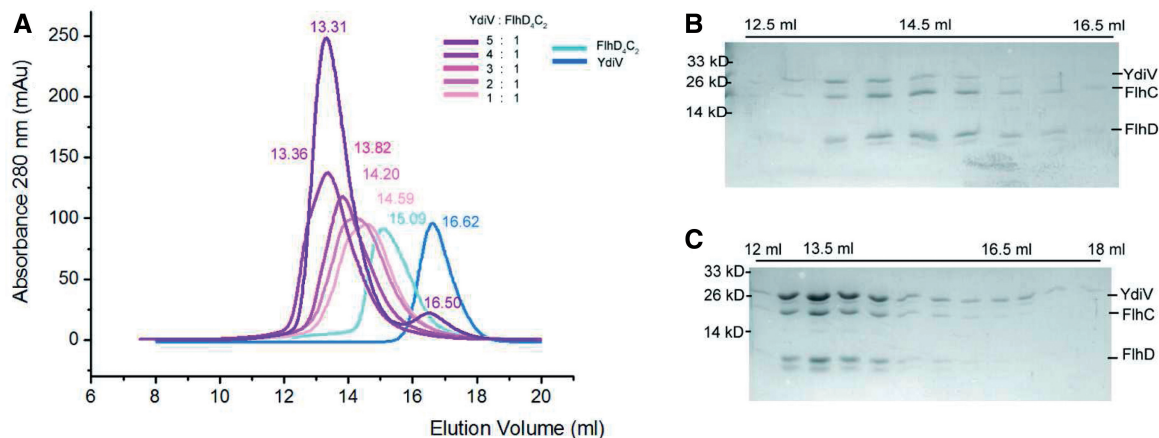 A
YdiV : FlhD₄C₂
5 : 1
4 : 1
3 : 1
2 : 1
1 : 1
FlhD₄C₂
YdiV
13.31
13.36
13.82
14.20
14.59
15.09
16.62
16.50
250
200
150
100
50
0
Absorbance 280 nm (mAu)
6 8 10 12 14 16 18 20
Elution Volume (ml)
B
12.5 ml 14.5 ml 16.5 ml
33 kD
26 kD
14 kD
YdiV
FlhC
FlhD
C
12 ml 13.5 ml 16.5 ml 18 ml
33 kD
26 kD
14 kD
YdiV
FlhC
FlhD